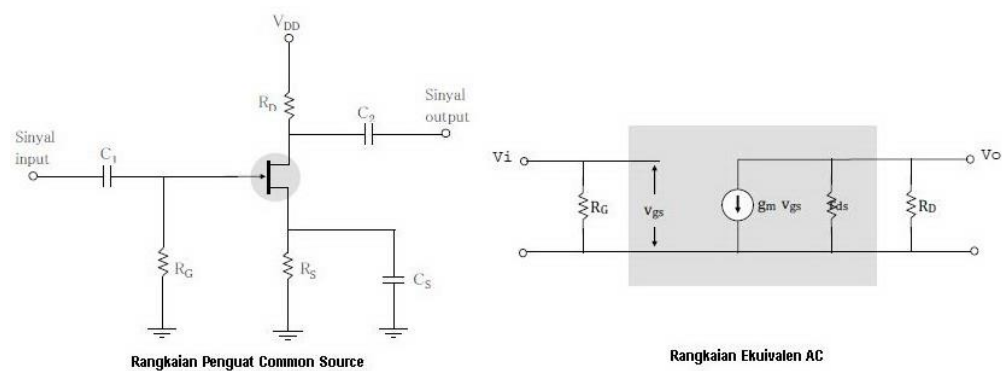 VDD
RD
C2
Sinyal
output
Sinyal
input
C1
RG
RS
CS
Rangkaian Penguat Common Source
Vi
RG
vgs
gm vgs
rds
RD
Vo
Rangkaian Ekuivalen AC